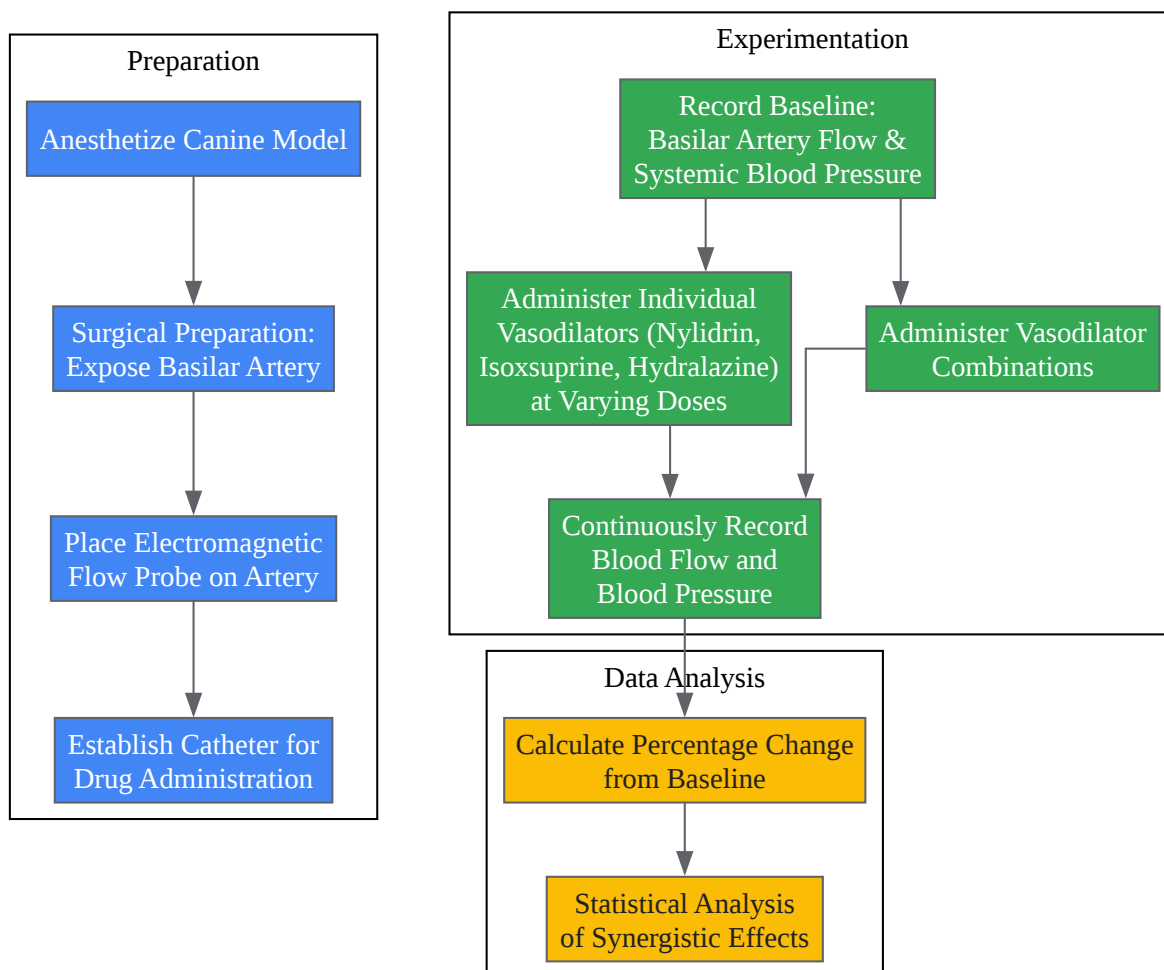 Preparation
Anesthetize Canine Model
Surgical Preparation:
Expose Basilar Artery
Place Electromagnetic
Flow Probe on Artery
Establish Catheter for
Drug Administration
Experimentation
Record Baseline:
Basilar Artery Flow &
Systemic Blood Pressure
Administer Individual
Vasodilators (Nylidrin,
Isoxsuprine, Hydralazine)
at Varying Doses
Administer Vasodilator
Combinations
Continuously Record
Blood Flow and
Blood Pressure
Data Analysis
Calculate Percentage Change
from Baseline
Statistical Analysis
of Synergistic Effects